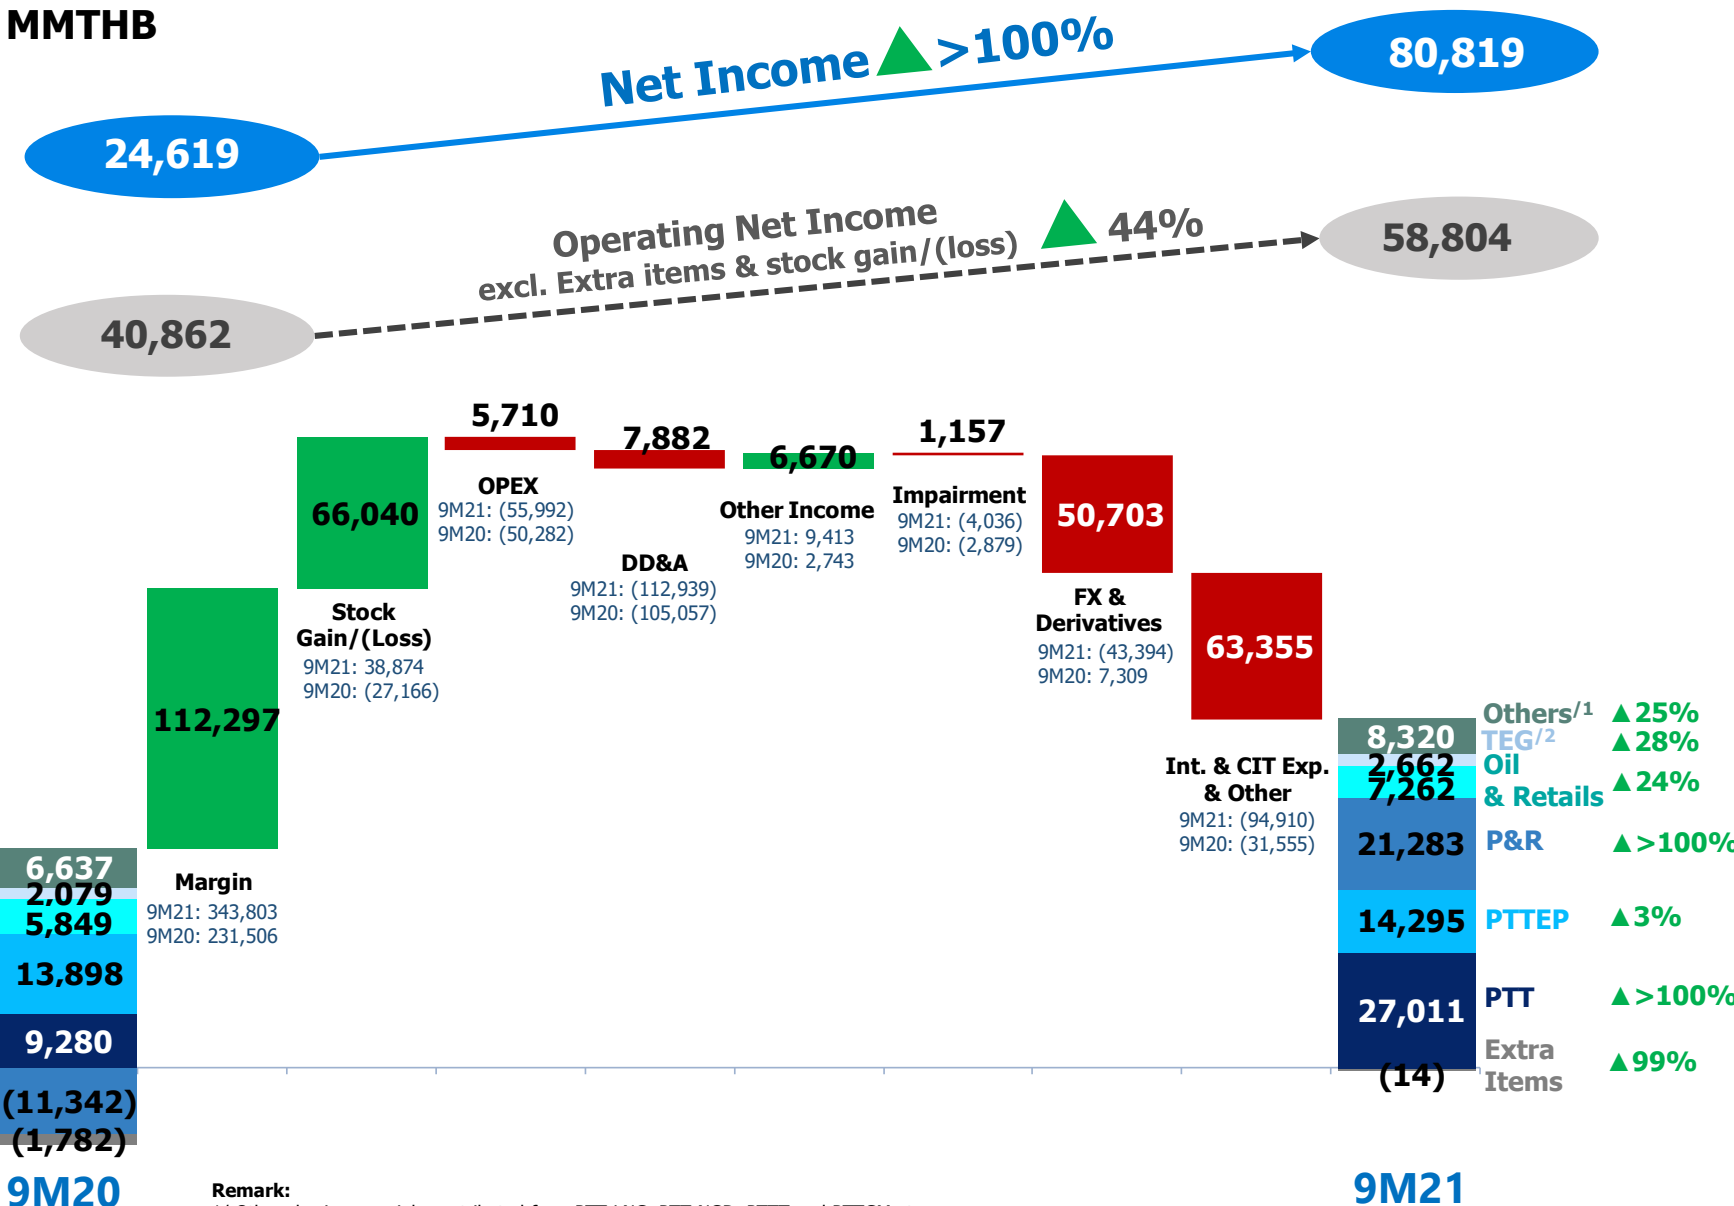 MMTHB
Net Income ▲ >100%
80,819
24,619
Operating Net Income
excl. Extra items & stock gain/(loss)
▲ 44%
58,804
40,862
5,710
OPEX
9M21: (55,992)
9M20: (50,282)
7,882
DD&A
9M21: (112,939)
9M20: (105,057)
6,670
Other Income
9M21: 9,413
9M20: 2,743
1,157
Impairment
9M21: (4,036)
9M20: (2,879)
66,040
Stock
Gain/(Loss)
9M21: 38,874
9M20: (27,166)
50,703
FX &
Derivatives
9M21: (43,394)
9M20: 7,309
63,355
Int. & CIT Exp.
& Other
9M21: (94,910)
9M20: (31,555)
112,297
Margin
9M21: 343,803
9M20: 231,506
6,637
2,079
5,849
13,898
9,280
(11,342)
(1,782)
9M20
8,320
Others/1 ▲25%
2,662
TEG/2 ▲28%
7,262
Oil
& Retails ▲24%
21,283
P&R ▲>100%
14,295
PTTEP ▲3%
27,011
PTT ▲>100%
(14)
Extra
Items ▲99%
9M21
Remark: